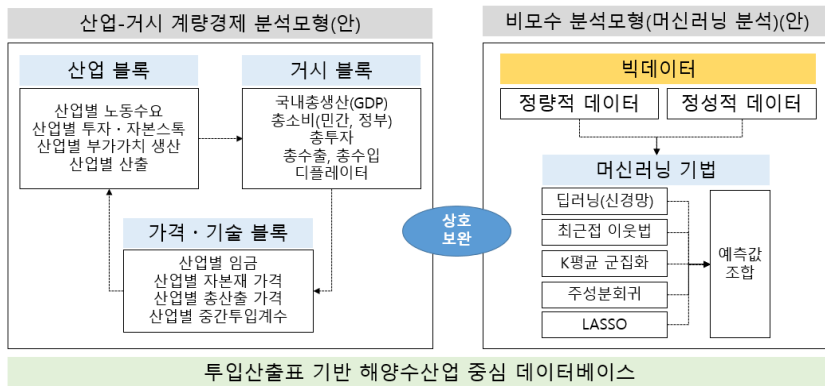 산업-거시 계량경제 분석모형(안)
산업 블록
산업별 노동수요
산업별 투자・자본스톡
산업별 부가가치 생산
산업별 산출
거시 블록
국내총생산(GDP)
총소비(민간, 정부)
총투자
총수출, 총수입
디플레이터
가격・기술 블록
산업별 임금
산업별 자본재 가격
산업별 총산출 가격
산업별 중간투입계수
상호
보완
비모수 분석모형(머신러닝 분석)(안)
빅데이터
정량적 데이터
정성적 데이터
머신러닝 기법
딥러닝(신경망)
최근접 이웃법
K평균 군집화
주성분회귀
LASSO
예측값
조합
투입산출표 기반 해양수산업 중심 데이터베이스